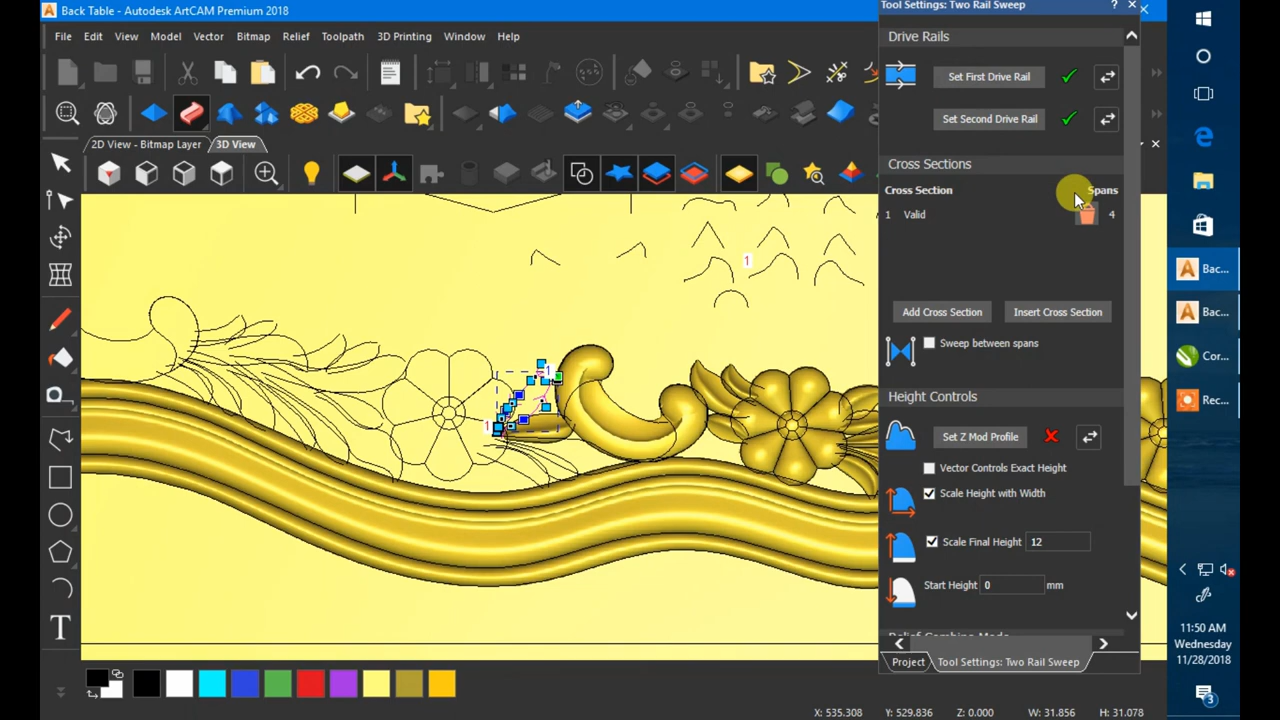 Back Table - Autodesk ArtCAM Premium 2018
Tool Settings: Two Rail Sweep
?
File Edit View Model Vector Bitmap Relief Toolpath 3D Printing Window Help
Drive Rails
Set First Drive Rail
Set Second Drive Rail
2D View - Bitmap Layer 3D View
Cross Sections
Cross Section Spans
1 Valid 4
Add Cross Section Insert Cross Section
Sweep between spans
Height Controls
Set Z Mod Profile
Vector Controls Exact Height
Scale Height with Width
Scale Final Height 12
Start Height 0 mm
Project Tool Settings: Two Rail Sweep
1
1
1
T
X: 535.308 Y: 529.836 Z: 0.000 W: 31.856 H: 31.078
Bac...
Bac...
Cor...
Rec...
11:50 AM
Wednesday
11/28/2018
3